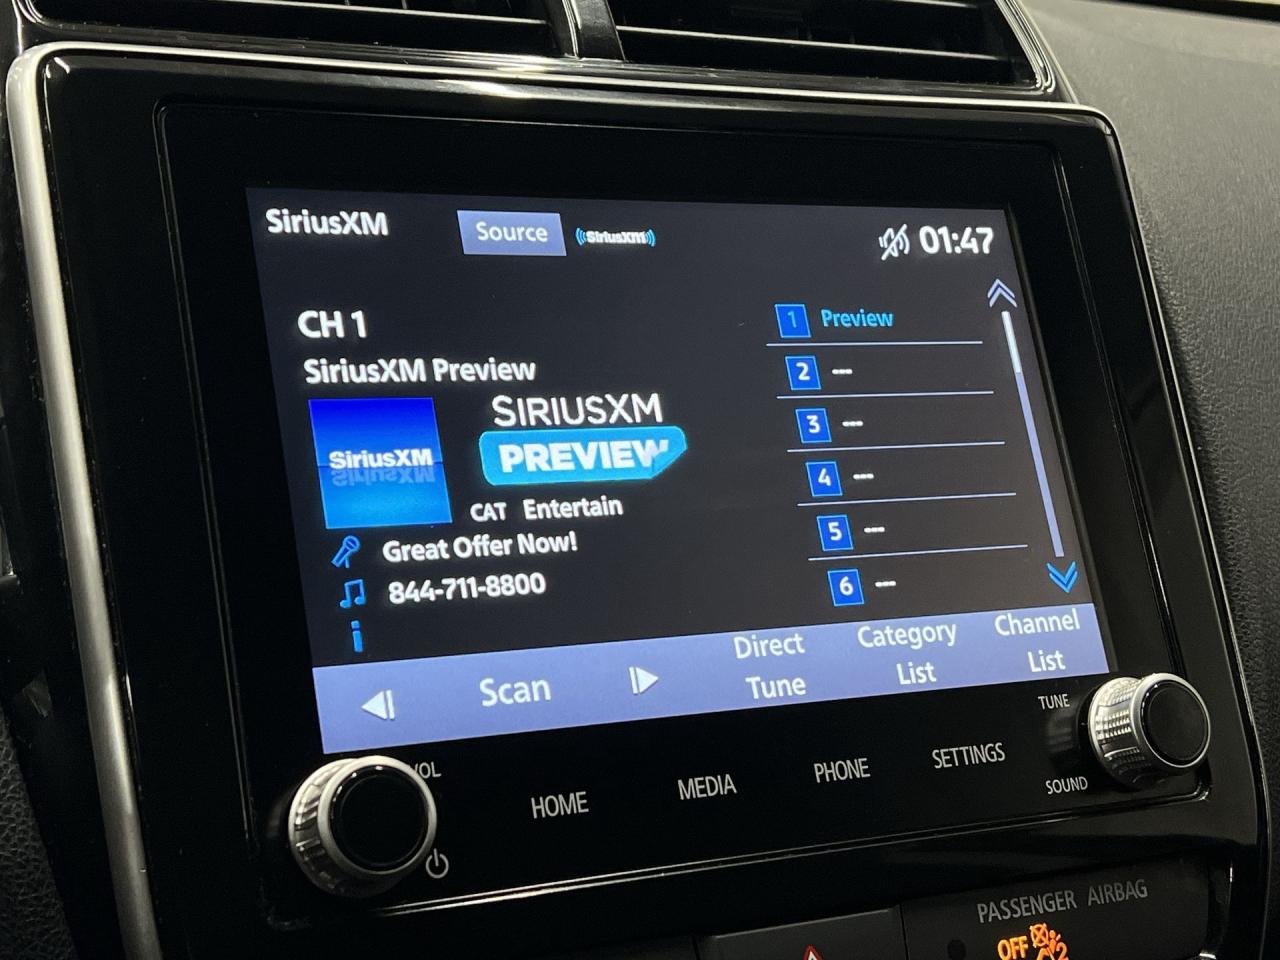 SiriusXM
Source
SiriusXM
01:47
CH 1
SiriusXM Preview
SiriusXM
SIRIUSXM
PREVIEW
CAT Entertain
Great Offer Now!
844-711-8800
1 Preview
2 ---
3 ---
4 ---
5 ---
6 ---
Scan
Direct
Tune
Category
List
Channel
List
VOL
HOME
MEDIA
PHONE
SETTINGS
TUNE
SOUND
PASSENGER AIRBAG
OFF